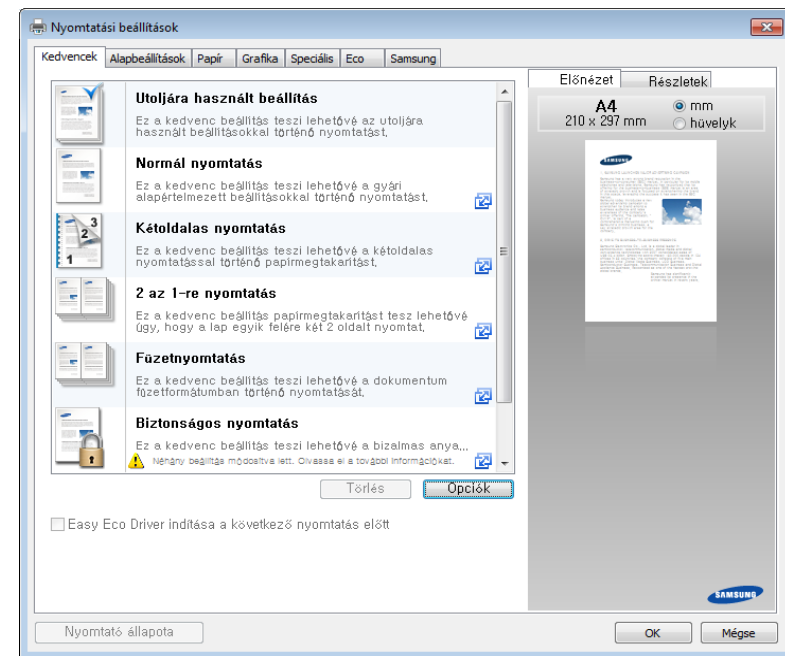 Nyomtatási beállítások
Kedvencek Alapbeállítások Papír Grafika Speciális Eco Samsung
Utoljára használt beállítás
Ez a kedvenc beállítás teszi lehetővé az utoljára
használt beállításokkal történő nyomtatást.
Normál nyomtatás
Ez a kedvenc beállítás teszi lehetővé a gyári
alapértelmezett beállításokkal történő nyomtatást.
Kétoldalas nyomtatás
Ez a kedvenc beállítás teszi lehetővé a kétoldalas
nyomtatással történő papírmegtakarítást.
2 az 1-re nyomtatás
Ez a kedvenc beállítás papírmegtakarítást tesz lehetővé
úgy, hogy a lap egyik felére két 2 oldalt nyomtat.
Füzetnyomtatás
Ez a kedvenc beállítás teszi lehetővé a dokumentum
füzetformátumban történő nyomtatását.
Biztonságos nyomtatás
Ez a kedvenc beállítás teszi lehetővé a bizalmas anya...
Néhány beállítás módosítva lett. Olvassa el a további információkat.
Törlés Opciók
Easy Eco Driver indítása a következő nyomtatás előtt
Előnézet Részletek
A4
210 x 297 mm
mm
hüvelyk
SAMSUNG
SAMSUNG
Nyomtató állapota
OK Mégse
1
2
3